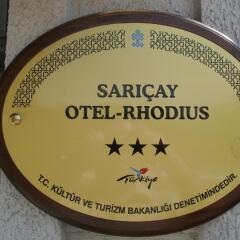 SARIÇAY
OTEL-RHODIUS
Türkiye
T.C. KÜLTÜR VE TURİZM BAKANLIĞI DENETİMİNDEDİR.